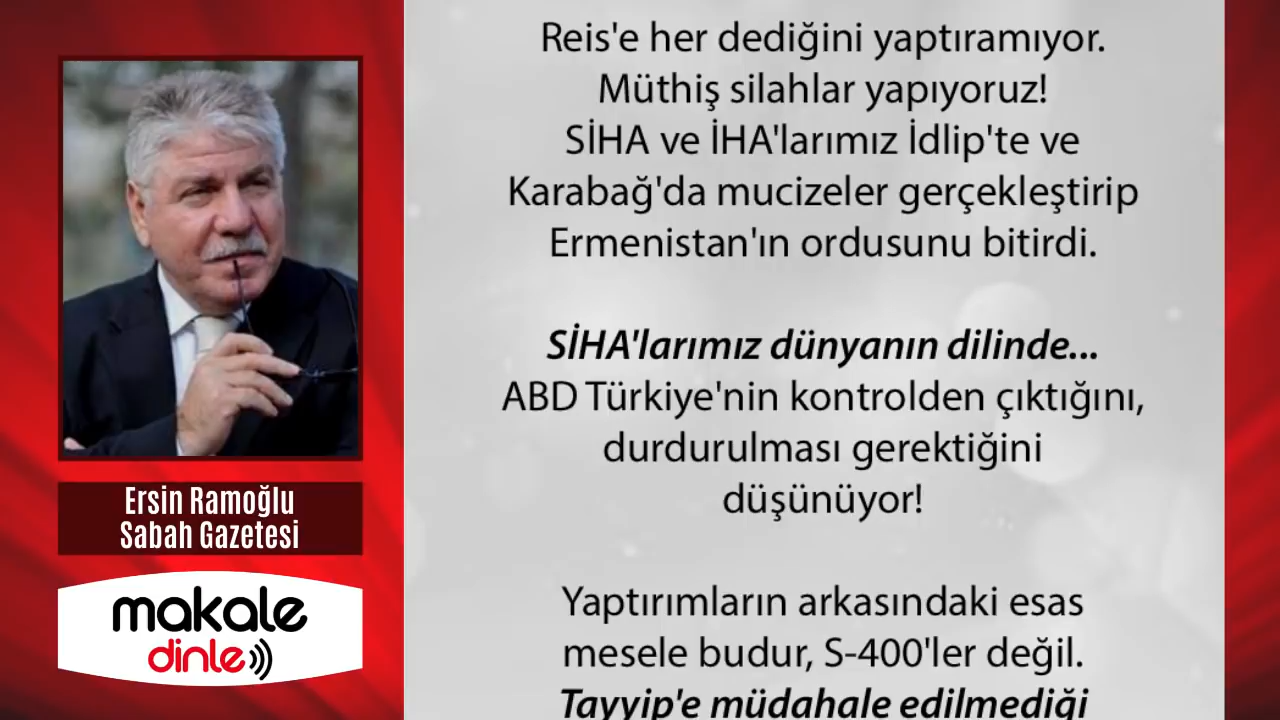 Reis'e her dediğini yaptıramıyor.
Müthiş silahlar yapıyoruz!
SİHA ve İHA'larımız İdlip'te ve
Karabağ'da mucizeler gerçekleştirip
Ermenistan'ın ordusunu bitirdi.
SİHA'larımız dünyanın dilinde...
ABD Türkiye'nin kontrolden çıktığını,
durdurulması gerektiğini
düşünüyor!
Yaptırımların arkasındaki esas
mesele budur, S-400'ler değil.
Tayyip'e müdahale edilmediği
Ersin Ramoğlu
Sabah Gazetesi
makale
dinle